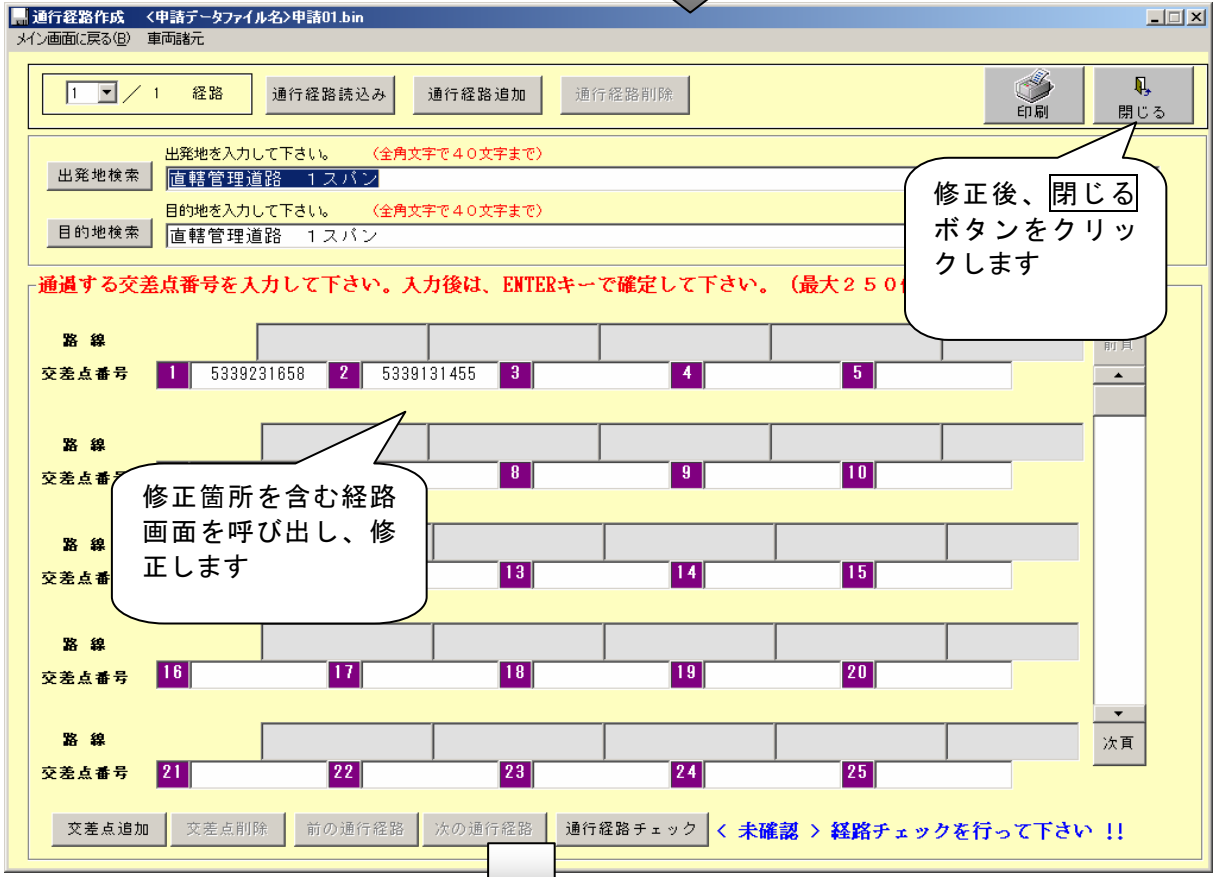 通行経路作成 <申請データファイル名>申請01.bin
メイン画面に戻る(B) 車両諸元
1 / 1 経路 通行経路読込み 通行経路追加 通行経路削除 印刷 閉じる
出発地を入力して下さい。 (全角文字で40文字まで)
出発地検索 直轄管理道路 1スパン
目的地を入力して下さい。 (全角文字で40文字まで)
目的地検索 直轄管理道路 1スパン
修正後、閉じる
ボタンをクリッ
クします
通過する交差点番号を入力して下さい。入力後は、ENTERキーで確定して下さい。(最大250
路線
前頁
交差点番号 1 5339231658 2 5339131455 3 4 5
路線
交差点番号 8 9 10
修正箇所を含む経路
画面を呼び出し、修
正します
路線
交差点番 13 14 15
路線
交差点番号 16 17 18 19 20
路線
次頁
交差点番号 21 22 23 24 25
交差点追加 交差点削除 前の通行経路 次の通行経路 通行経路チェック < 未確認 > 経路チェックを行って下さい !!